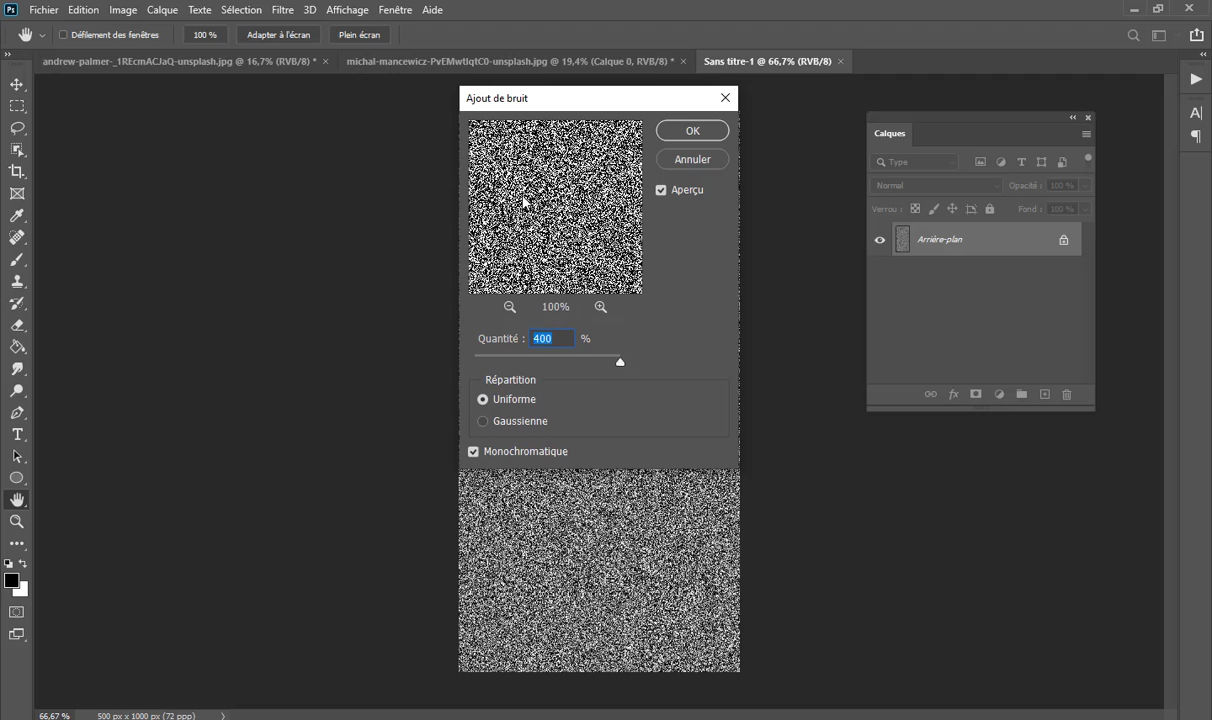 Ps Fichier Edition Image Calque Texte Sélection Filtre 3D Affichage Fenêtre Aide
Défilement des fenêtres 100 % Adapter à l'écran Plein écran
andrew-palmer-_1REcmACJaQ-unsplash.jpg @ 16,7% (RVB/8) * × michal-mancewicz-PvEMwtIqtC0-unsplash.jpg @ 19,4% (Calque 0, RVB/8) * × Sans titre-1 @ 66,7% (RVB/8) ×
Ajout de bruit
OK
Annuler
Aperçu
100%
Quantité : 400 %
Répartition
Uniforme
Gaussienne
Monochromatique
Calques
Type
Normal Opacité : 100 %
Verrou : Fond : 100 %
Arrière-plan
fx
66,67 % 500 px x 1000 px (72 ppp)